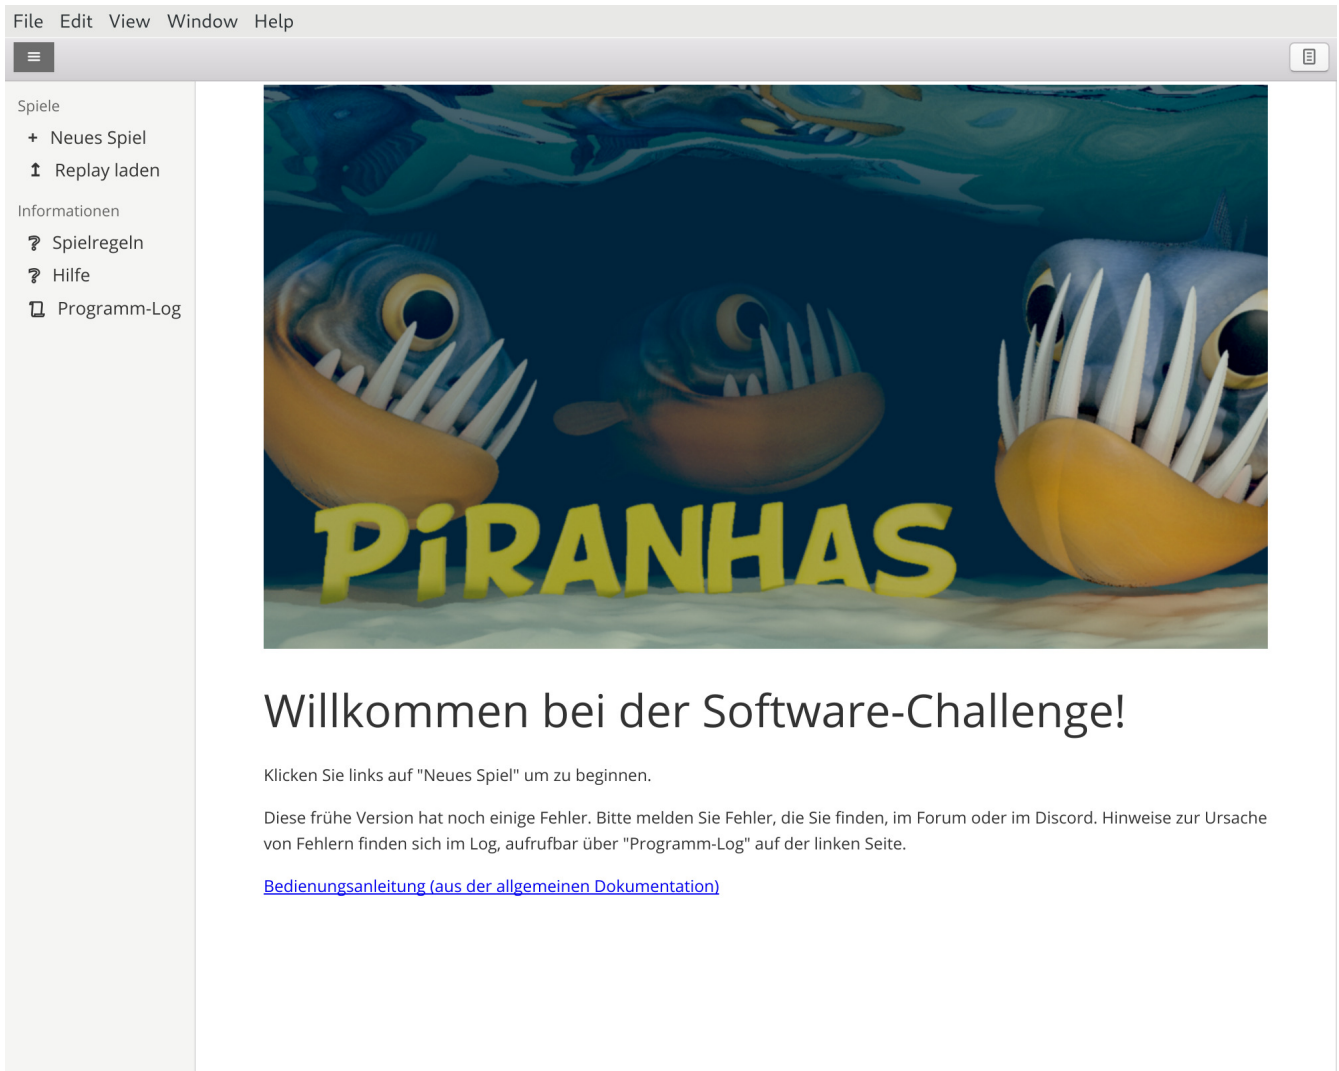 File Edit View Window Help
Spiele
+ Neues Spiel
Replay laden
Informationen
? Spielregeln
? Hilfe
Programm-Log
PiRANHAS
Willkommen bei der Software-Challenge!
Klicken Sie links auf "Neues Spiel" um zu beginnen.
Diese frühe Version hat noch einige Fehler. Bitte melden Sie Fehler, die Sie finden, im Forum oder im Discord. Hinweise zur Ursache
von Fehlern finden sich im Log, aufrufbar über "Programm-Log" auf der linken Seite.
Bedienungsanleitung (aus der allgemeinen Dokumentation)